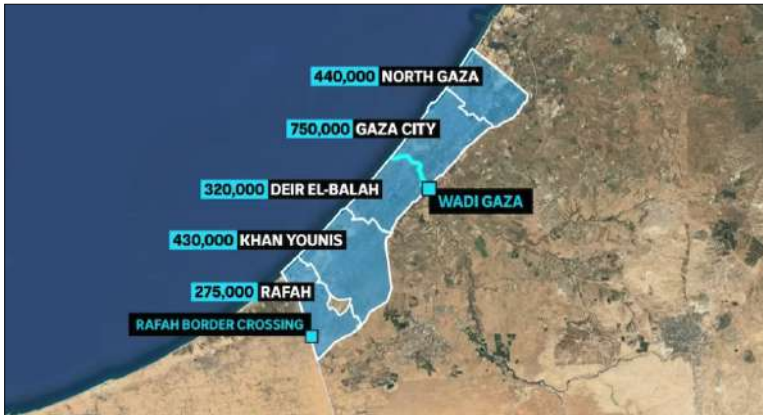 440,000 NORTH GAZA
750,000 GAZA CITY
320,000 DEIR EL-BALAH
WADI GAZA
430,000 KHAN YOUNIS
275,000 RAFAH
RAFAH BORDER CROSSING